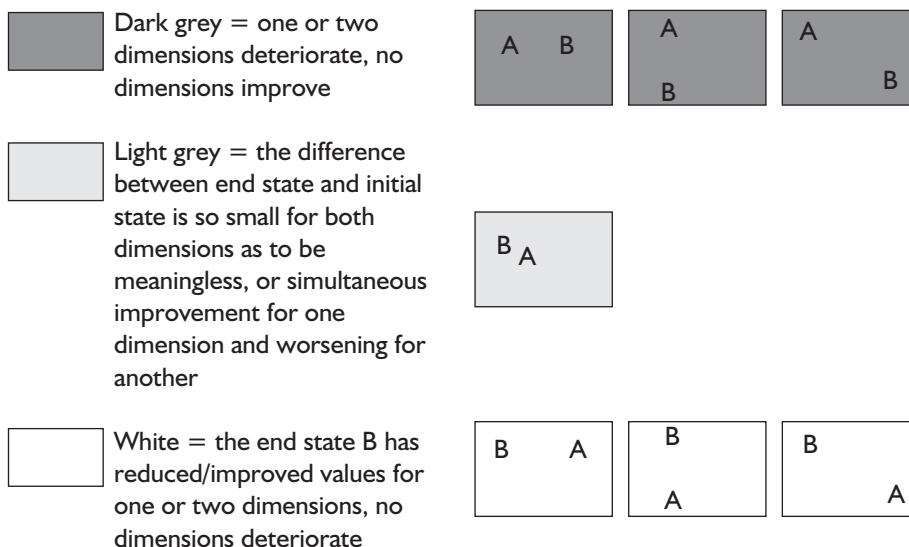 Dark grey = one or two
dimensions deteriorate, no
dimensions improve
A B
A
B
A
B
Light grey = the difference
between end state and initial
state is so small for both
dimensions as to be
meaningless, or simultaneous
improvement for one
dimension and worsening for
another
B A
White = the end state B has
reduced/improved values for
one or two dimensions, no
dimensions deteriorate
B A
B
A
B
A